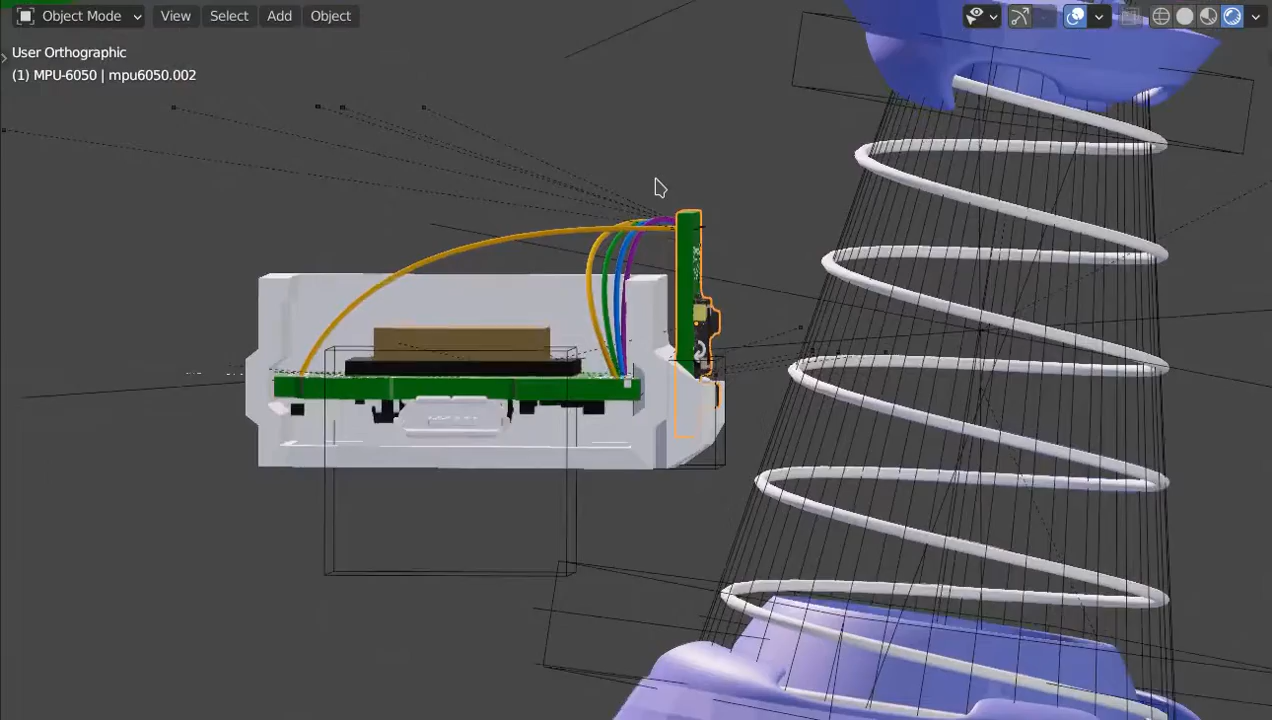 Object Mode View Select Add Object
User Orthographic
(1) MPU-6050 | mpu6050.002